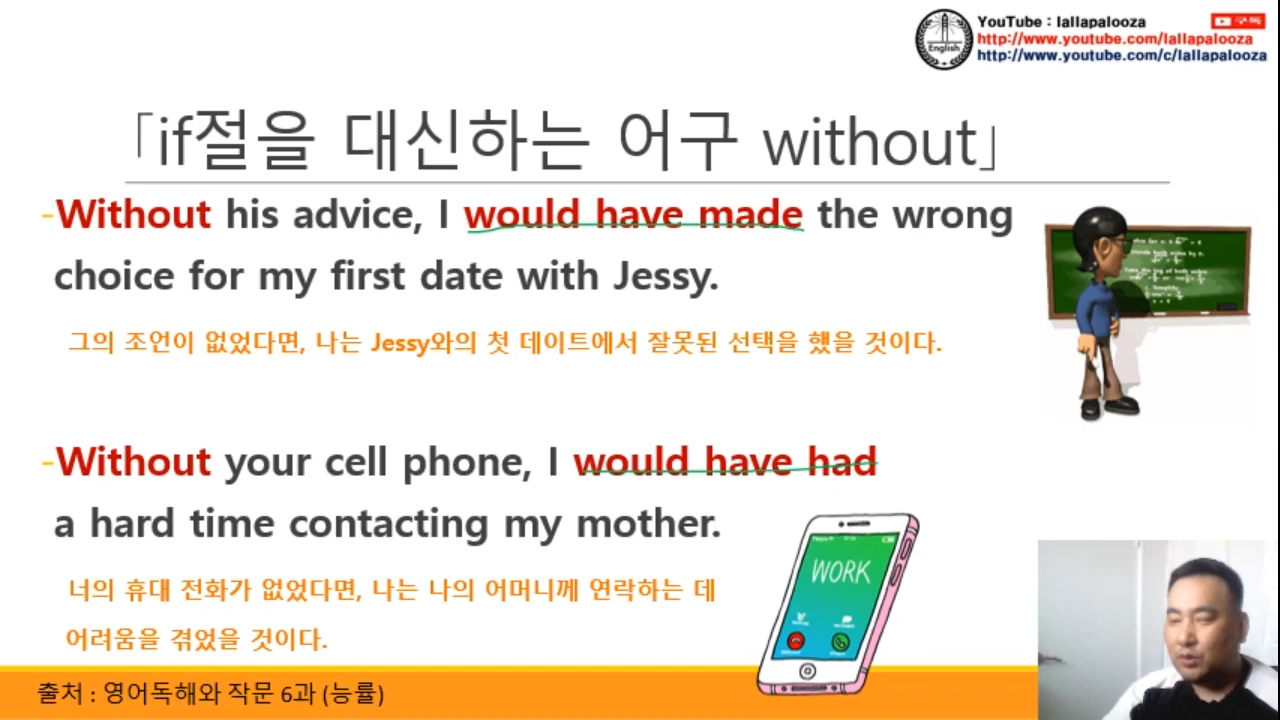 YouTube : lallapalooza
구독
http://www.youtube.com/lallapalooza
http://www.youtube.com/c/lallapalooza
English
「if절을 대신하는 어구 without」
-Without his advice, I would have made the wrong
choice for my first date with Jessy.
그의 조언이 없었다면, 나는 Jessy와의 첫 데이트에서 잘못된 선택을 했을 것이다.
-Without your cell phone, I would have had
a hard time contacting my mother.
너의 휴대 전화가 없었다면, 나는 나의 어머니께 연락하는 데
어려움을 겪었을 것이다.
WORK
출처 : 영어독해와 작문 6과 (능률)